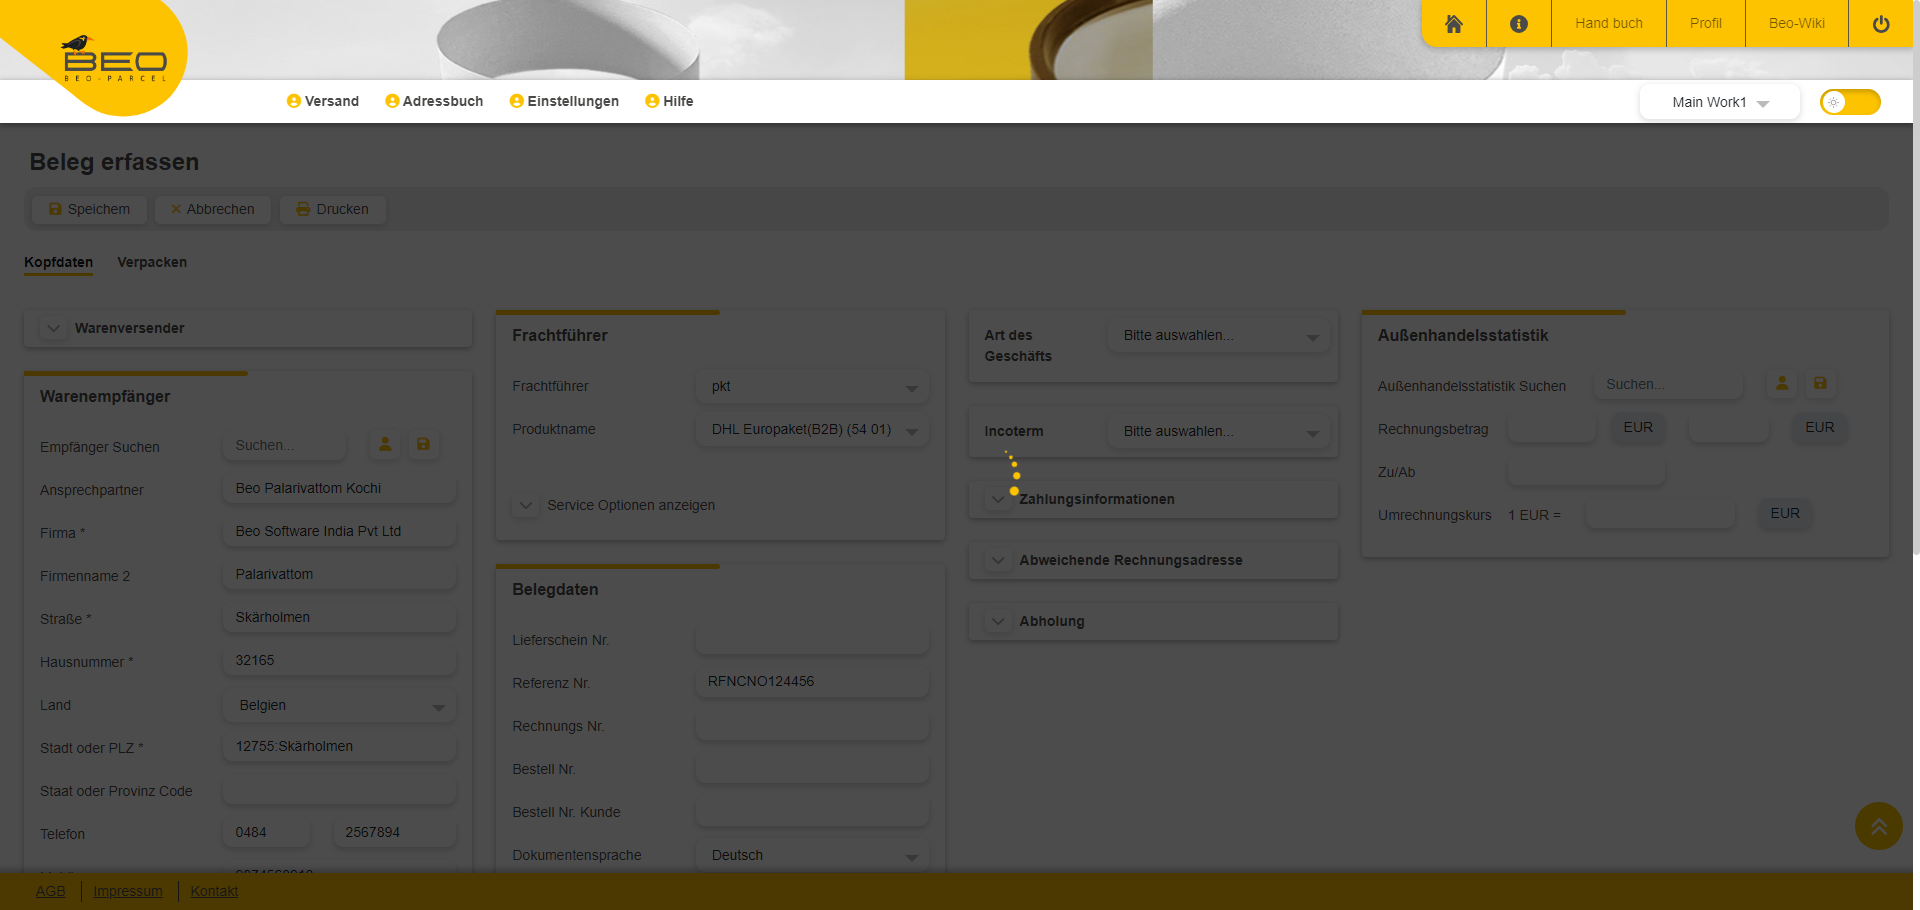 BEO
BEO-PARCEL
Hand buch
Profil
Beo-Wiki
Versand
Adressbuch
Einstellungen
Hilfe
Main Work1
Beleg erfassen
Speichem
Abbrechen
Drucken
Kopfdaten
Verpacken
Warenversender
Warenempfänger
Empfänger Suchen Suchen...
Ansprechpartner Beo Palarivattom Kochi
Firma * Beo Software India Pvt Ltd
Firmenname 2 Palarivattom
Straße * Skärholmen
Hausnummer * 32165
Land Belgien
Stadt oder PLZ * 12755:Skärholmen
Staat oder Provinz Code
Telefon 0484 2567894
Frachtführer
Frachtführer pkt
Produktname DHL Europaket(B2B) (54 01)
Service Optionen anzeigen
Belegdaten
Lieferschein Nr.
Referenz Nr. RFNCNO124456
Rechnungs Nr.
Bestell Nr.
Bestell Nr. Kunde
Dokumentensprache Deutsch
Art des Bitte auswahlen...
Geschäfts
Incoterm Bitte auswahlen...
Zahlungsinformationen
Abweichende Rechnungsadresse
Abholung
Außenhandelsstatistik
Außenhandelsstatistik Suchen Suchen...
Rechnungsbetrag EUR EUR
Zu/Ab
Umrechnungskurs 1 EUR = EUR
AGB
Impressum
Kontakt